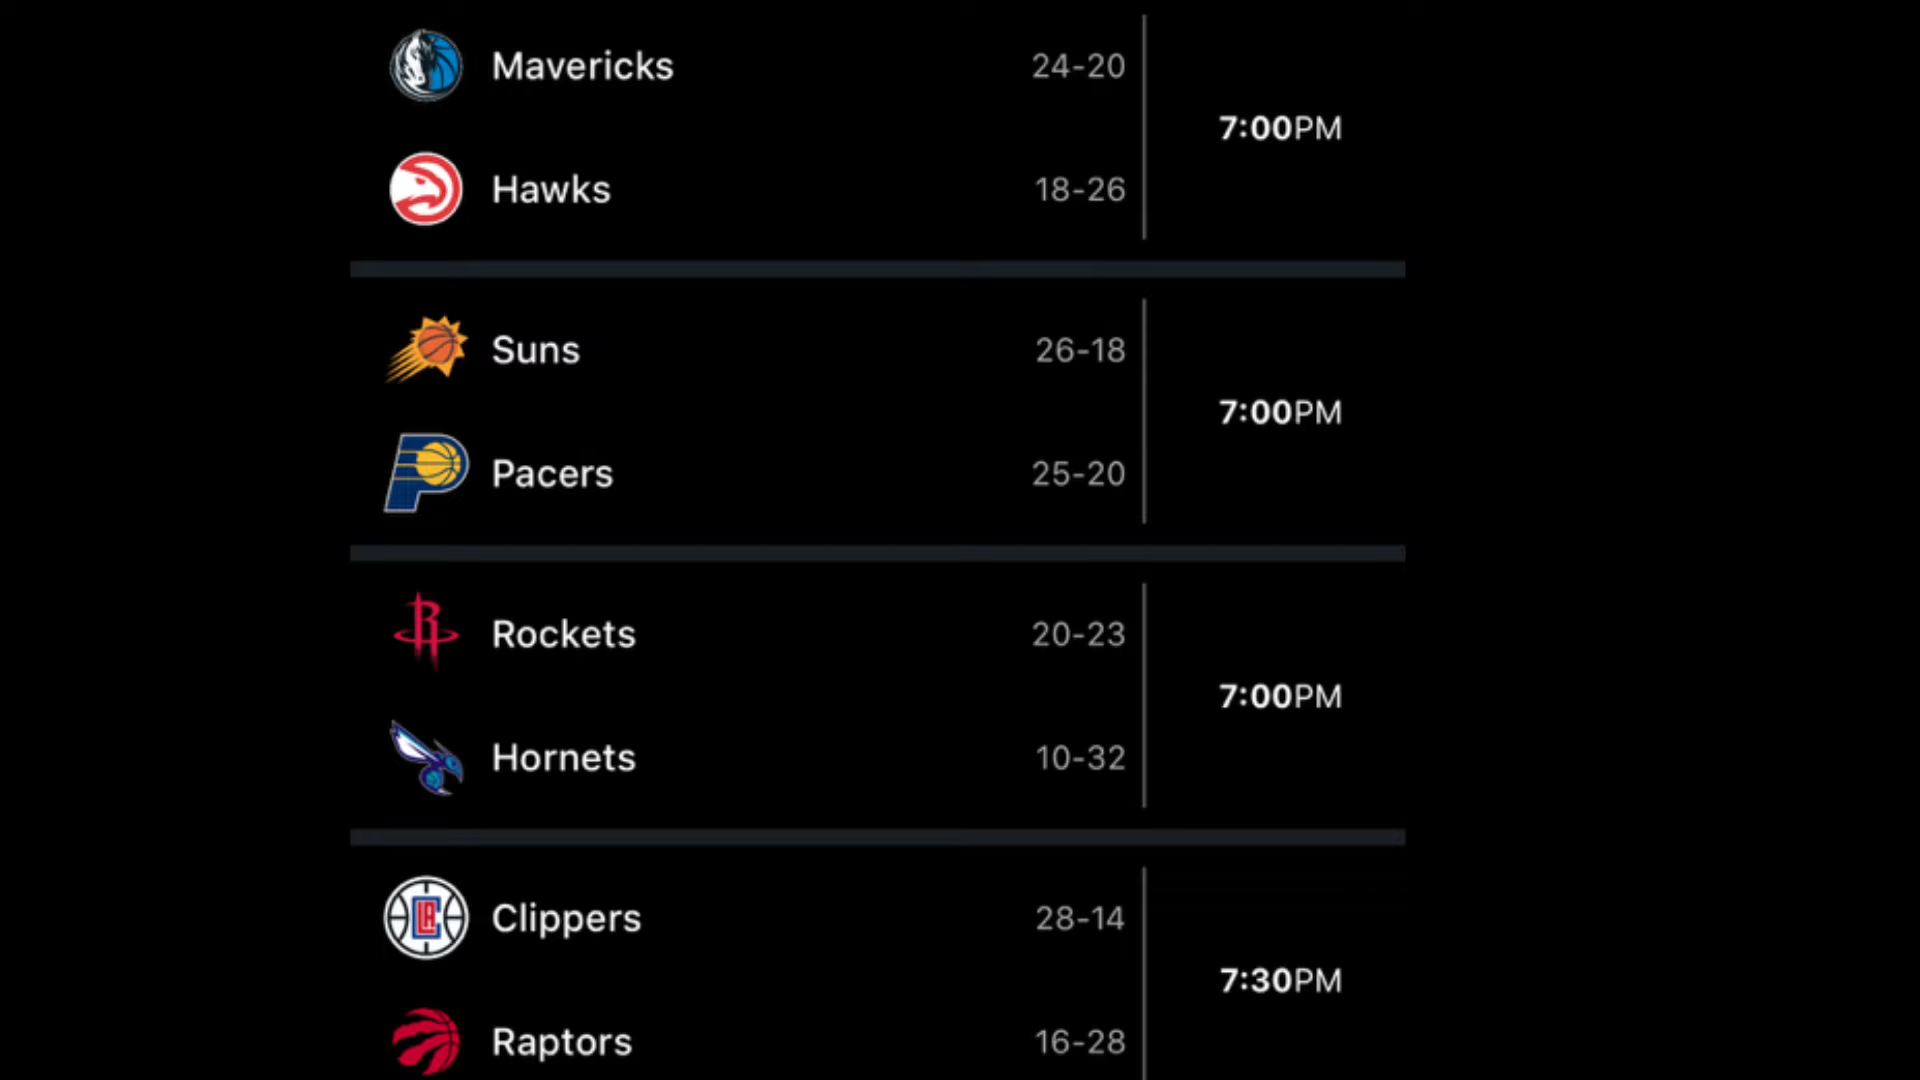 Mavericks 24-20
7:00PM
Hawks 18-26
Suns 26-18
7:00PM
Pacers 25-20
Rockets 20-23
7:00PM
Hornets 10-32
Clippers 28-14
7:30PM
Raptors 16-28